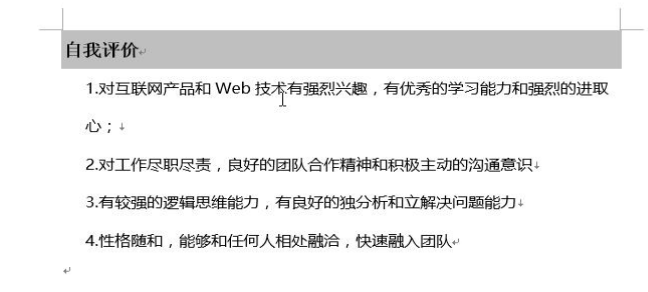 自我评价
1.对互联网产品和 Web 技术有强烈兴趣，有优秀的学习能力和强烈的进取
心；
2.对工作尽职尽责，良好的团队合作精神和积极主动的沟通意识
3.有较强的逻辑思维能力，有良好的独分析和立解决问题能力
4.性格随和，能够和任何人相处融洽，快速融入团队